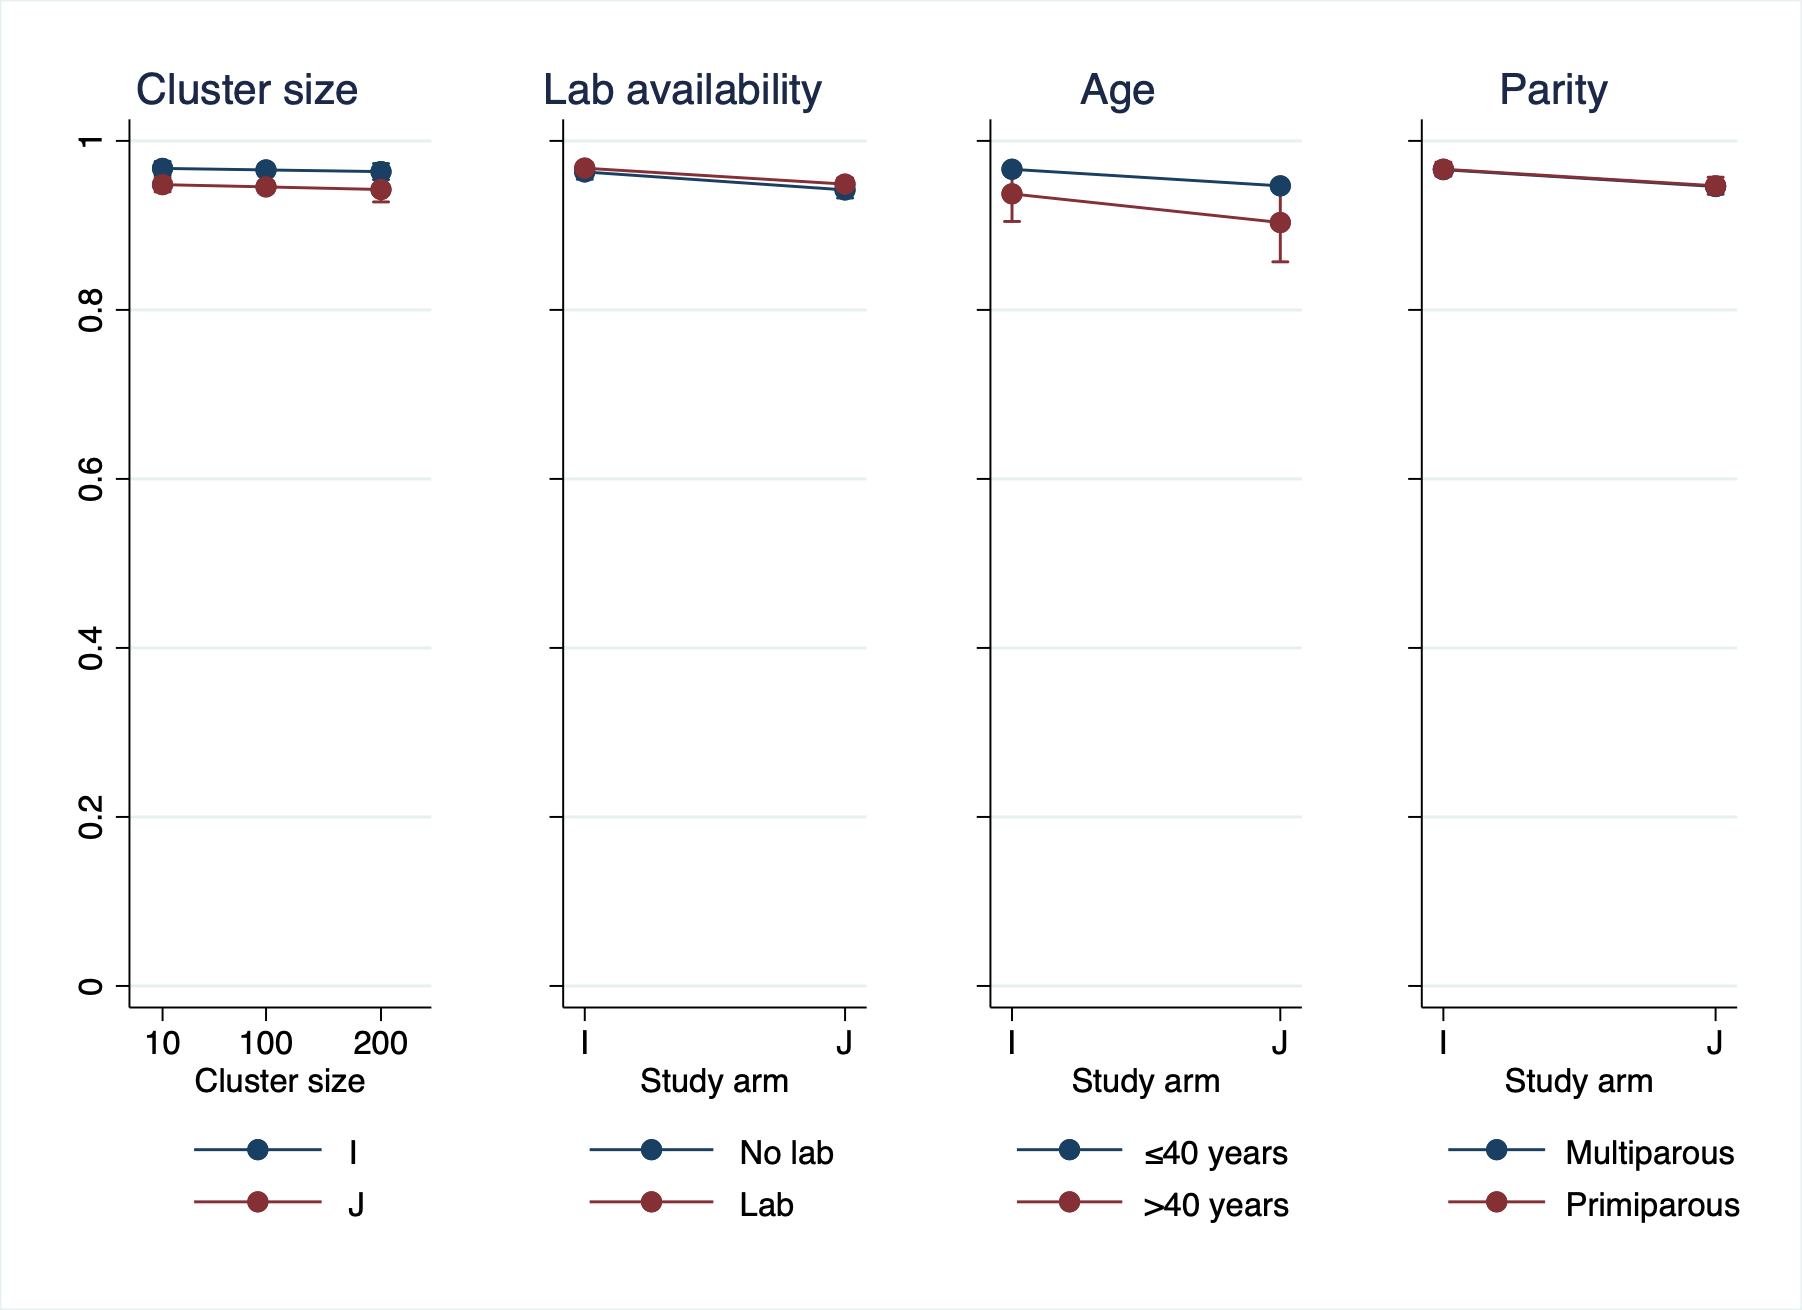 Cluster size
Lab availability
Age
Parity
1
0.8
0.6
0.4
0.2
0
10 100 200
Cluster size
I
J
I J
Study arm
No lab
Lab
I J
Study arm
≤40 years
>40 years
I J
Study arm
Multiparous
Primiparous